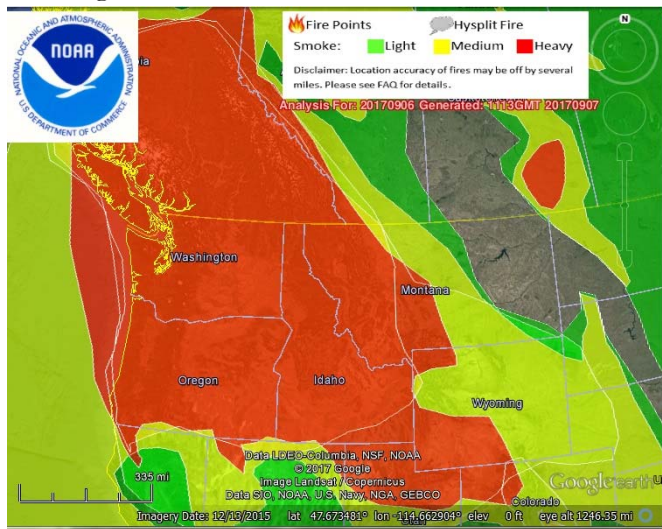 NATIONAL OCEANIC AND ATMOSPHERIC ADMINISTRATION
NOAA
U.S. DEPARTMENT OF COMMERCE
Fire Points Hysplit Fire
Smoke: Light Medium Heavy
Disclaimer: Location accuracy of fires may be off by several
miles. Please see FAQ for details.
Analysis For: 20170906 Generated: 1113GMT 20170907
N
Washington
Montana
Oregon
Idaho
Wyoming
Data LDEO-Columbia, NSF, NOAA
© 2017 Google
Image Landsat / Copernicus
Data SIO, NOAA, U.S. Navy, NGA, GEBCO
335 mi
Google earth
Colorado
Imagery Date: 12/13/2015 lat 47.673481° lon -114.662904° elev 0 ft eye alt 1246.35 mi